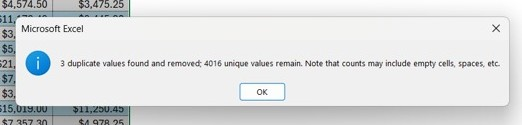 $4,574.50 $3,475.25
Microsoft Excel
3 duplicate values found and removed; 4016 unique values remain. Note that counts may include empty cells, spaces, etc.
OK
$15,019.00 $11,250.45
$7,357.30 $4,978.25